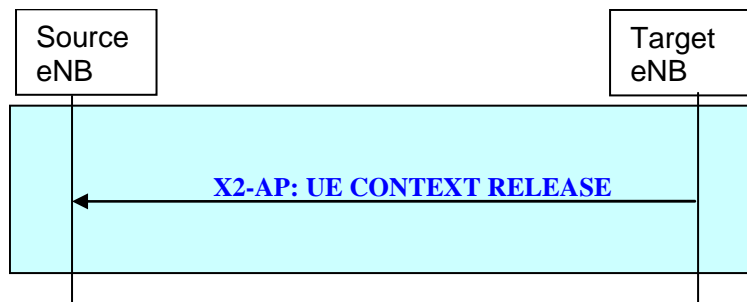 Source
eNB
Target
eNB
X2-AP: UE CONTEXT RELEASE